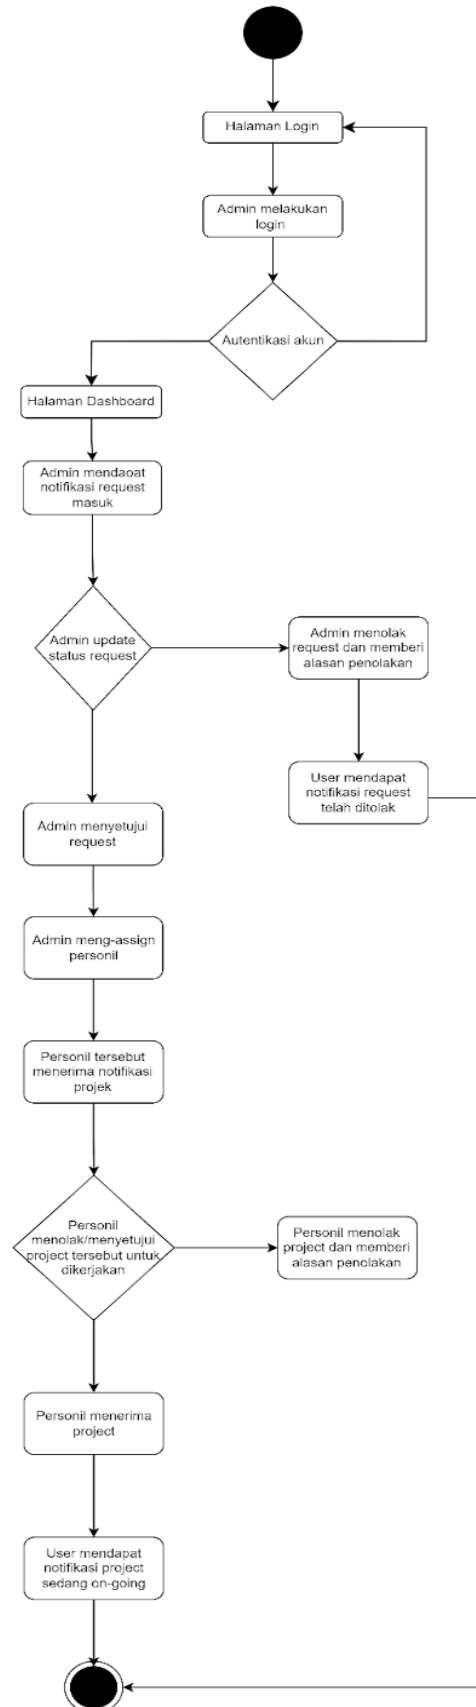 Halaman Login
Admin melakukan
login
Autentikasi akun
Halaman Dashboard
Admin mendaoat
notifikasi request
masuk
Admin update
status request
Admin menolak
request dan memberi
alasan penolakan
User mendapat
notifikasi request
telah ditolak
Admin menyetujui
request
Admin meng-assign
personil
Personil tersebut
menerima notifikasi
projek
Personil
menolak/menyetujui
project tersebut untuk
dikerjakan
Personil menolak
project dan memberi
alasan penolakan
Personil menerima
project
User mendapat
notifikasi project
sedang on-going